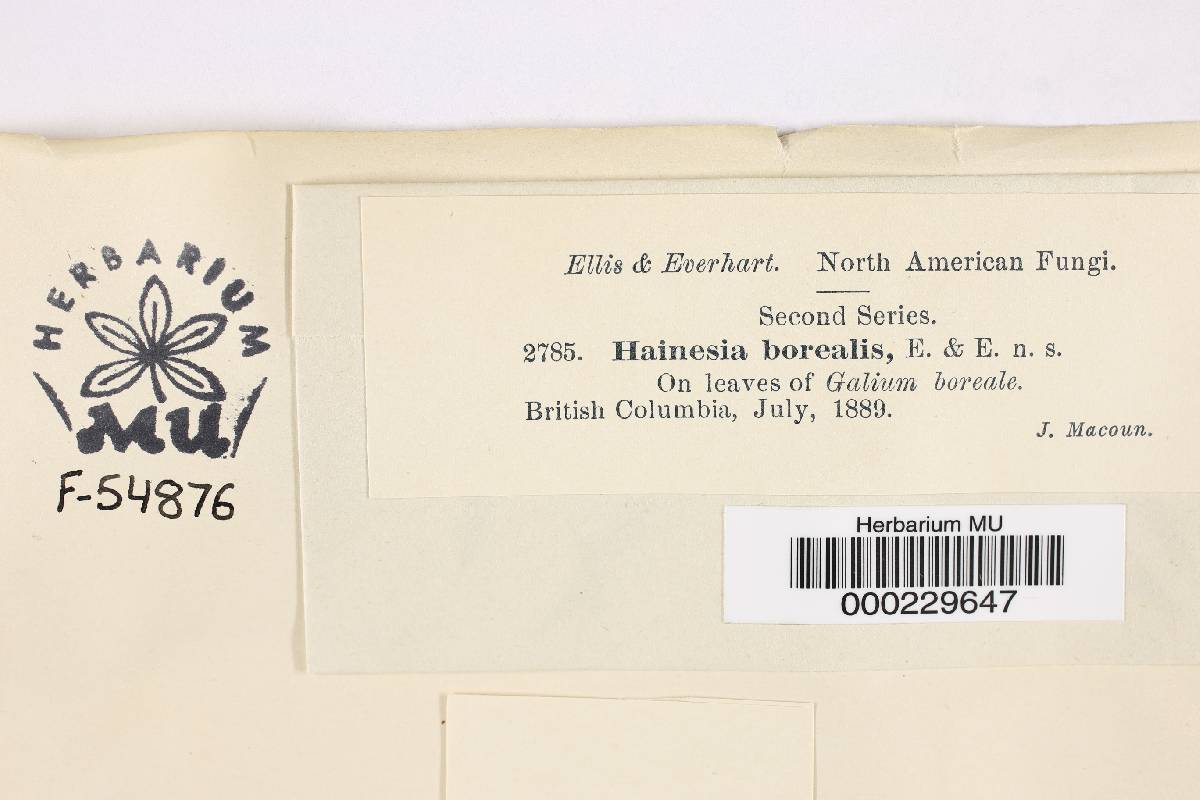 HERBARIUM
MU
F-54876
Ellis & Everhart. North American Fungi.
Second Series.
2785. Hainesia borealis, E. & E. n. s.
On leaves of Galium boreale.
British Columbia, July, 1889.
J. Macoun.
Herbarium MU
000229647